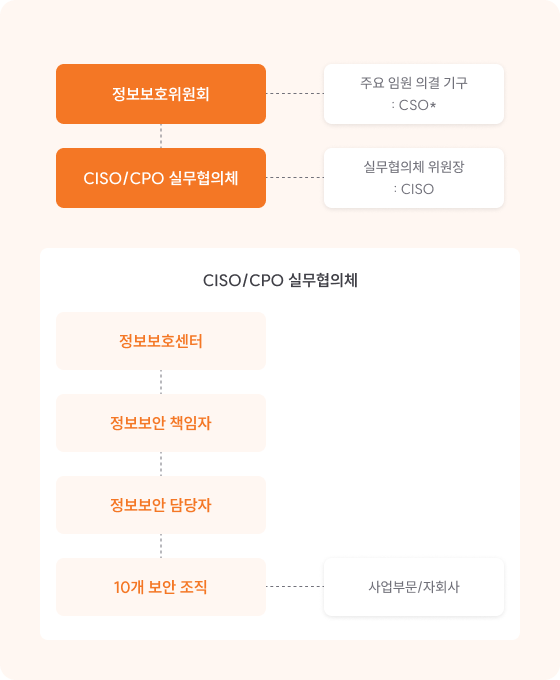 정보보호위원회
주요 임원 의결 기구
: CSO*
CISO/CPO 실무협의체
실무협의체 위원장
: CISO
CISO/CPO 실무협의체
정보보호센터
정보보안 책임자
정보보안 담당자
10개 보안 조직
사업부문/자회사